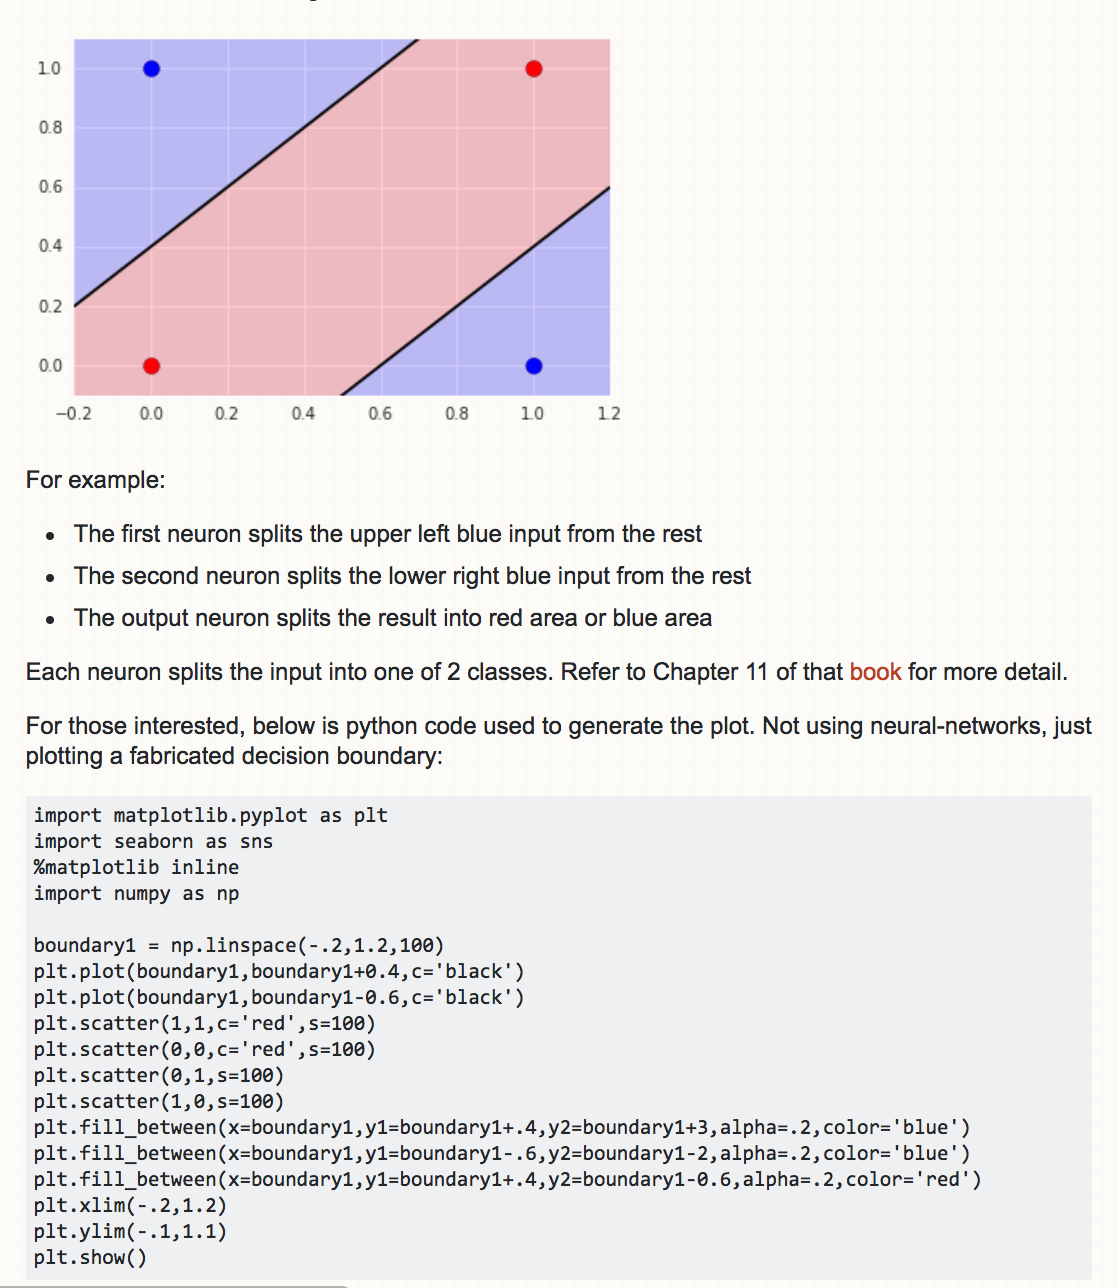 1.0
0.8
0.6
0.4
0.2
0.0
−0.2 0.0 0.2 0.4 0.6 0.8 1.0 1.2
For example:
• The first neuron splits the upper left blue input from the rest
• The second neuron splits the lower right blue input from the rest
• The output neuron splits the result into red area or blue area
Each neuron splits the input into one of 2 classes. Refer to Chapter 11 of that book for more detail.
For those interested, below is python code used to generate the plot. Not using neural-networks, just
plotting a fabricated decision boundary:
import matplotlib.pyplot as plt
import seaborn as sns
%matplotlib inline
import numpy as np
boundary1 = np.linspace(-.2,1.2,100)
plt.plot(boundary1,boundary1+0.4,c='black')
plt.plot(boundary1,boundary1-0.6,c='black')
plt.scatter(1,1,c='red',s=100)
plt.scatter(0,0,c='red',s=100)
plt.scatter(0,1,s=100)
plt.scatter(1,0,s=100)
plt.fill_between(x=boundary1,y1=boundary1+.4,y2=boundary1+3,alpha=.2,color='blue')
plt.fill_between(x=boundary1,y1=boundary1-.6,y2=boundary1-2,alpha=.2,color='blue')
plt.fill_between(x=boundary1,y1=boundary1+.4,y2=boundary1-0.6,alpha=.2,color='red')
plt.xlim(-.2,1.2)
plt.ylim(-.1,1.1)
plt.show()